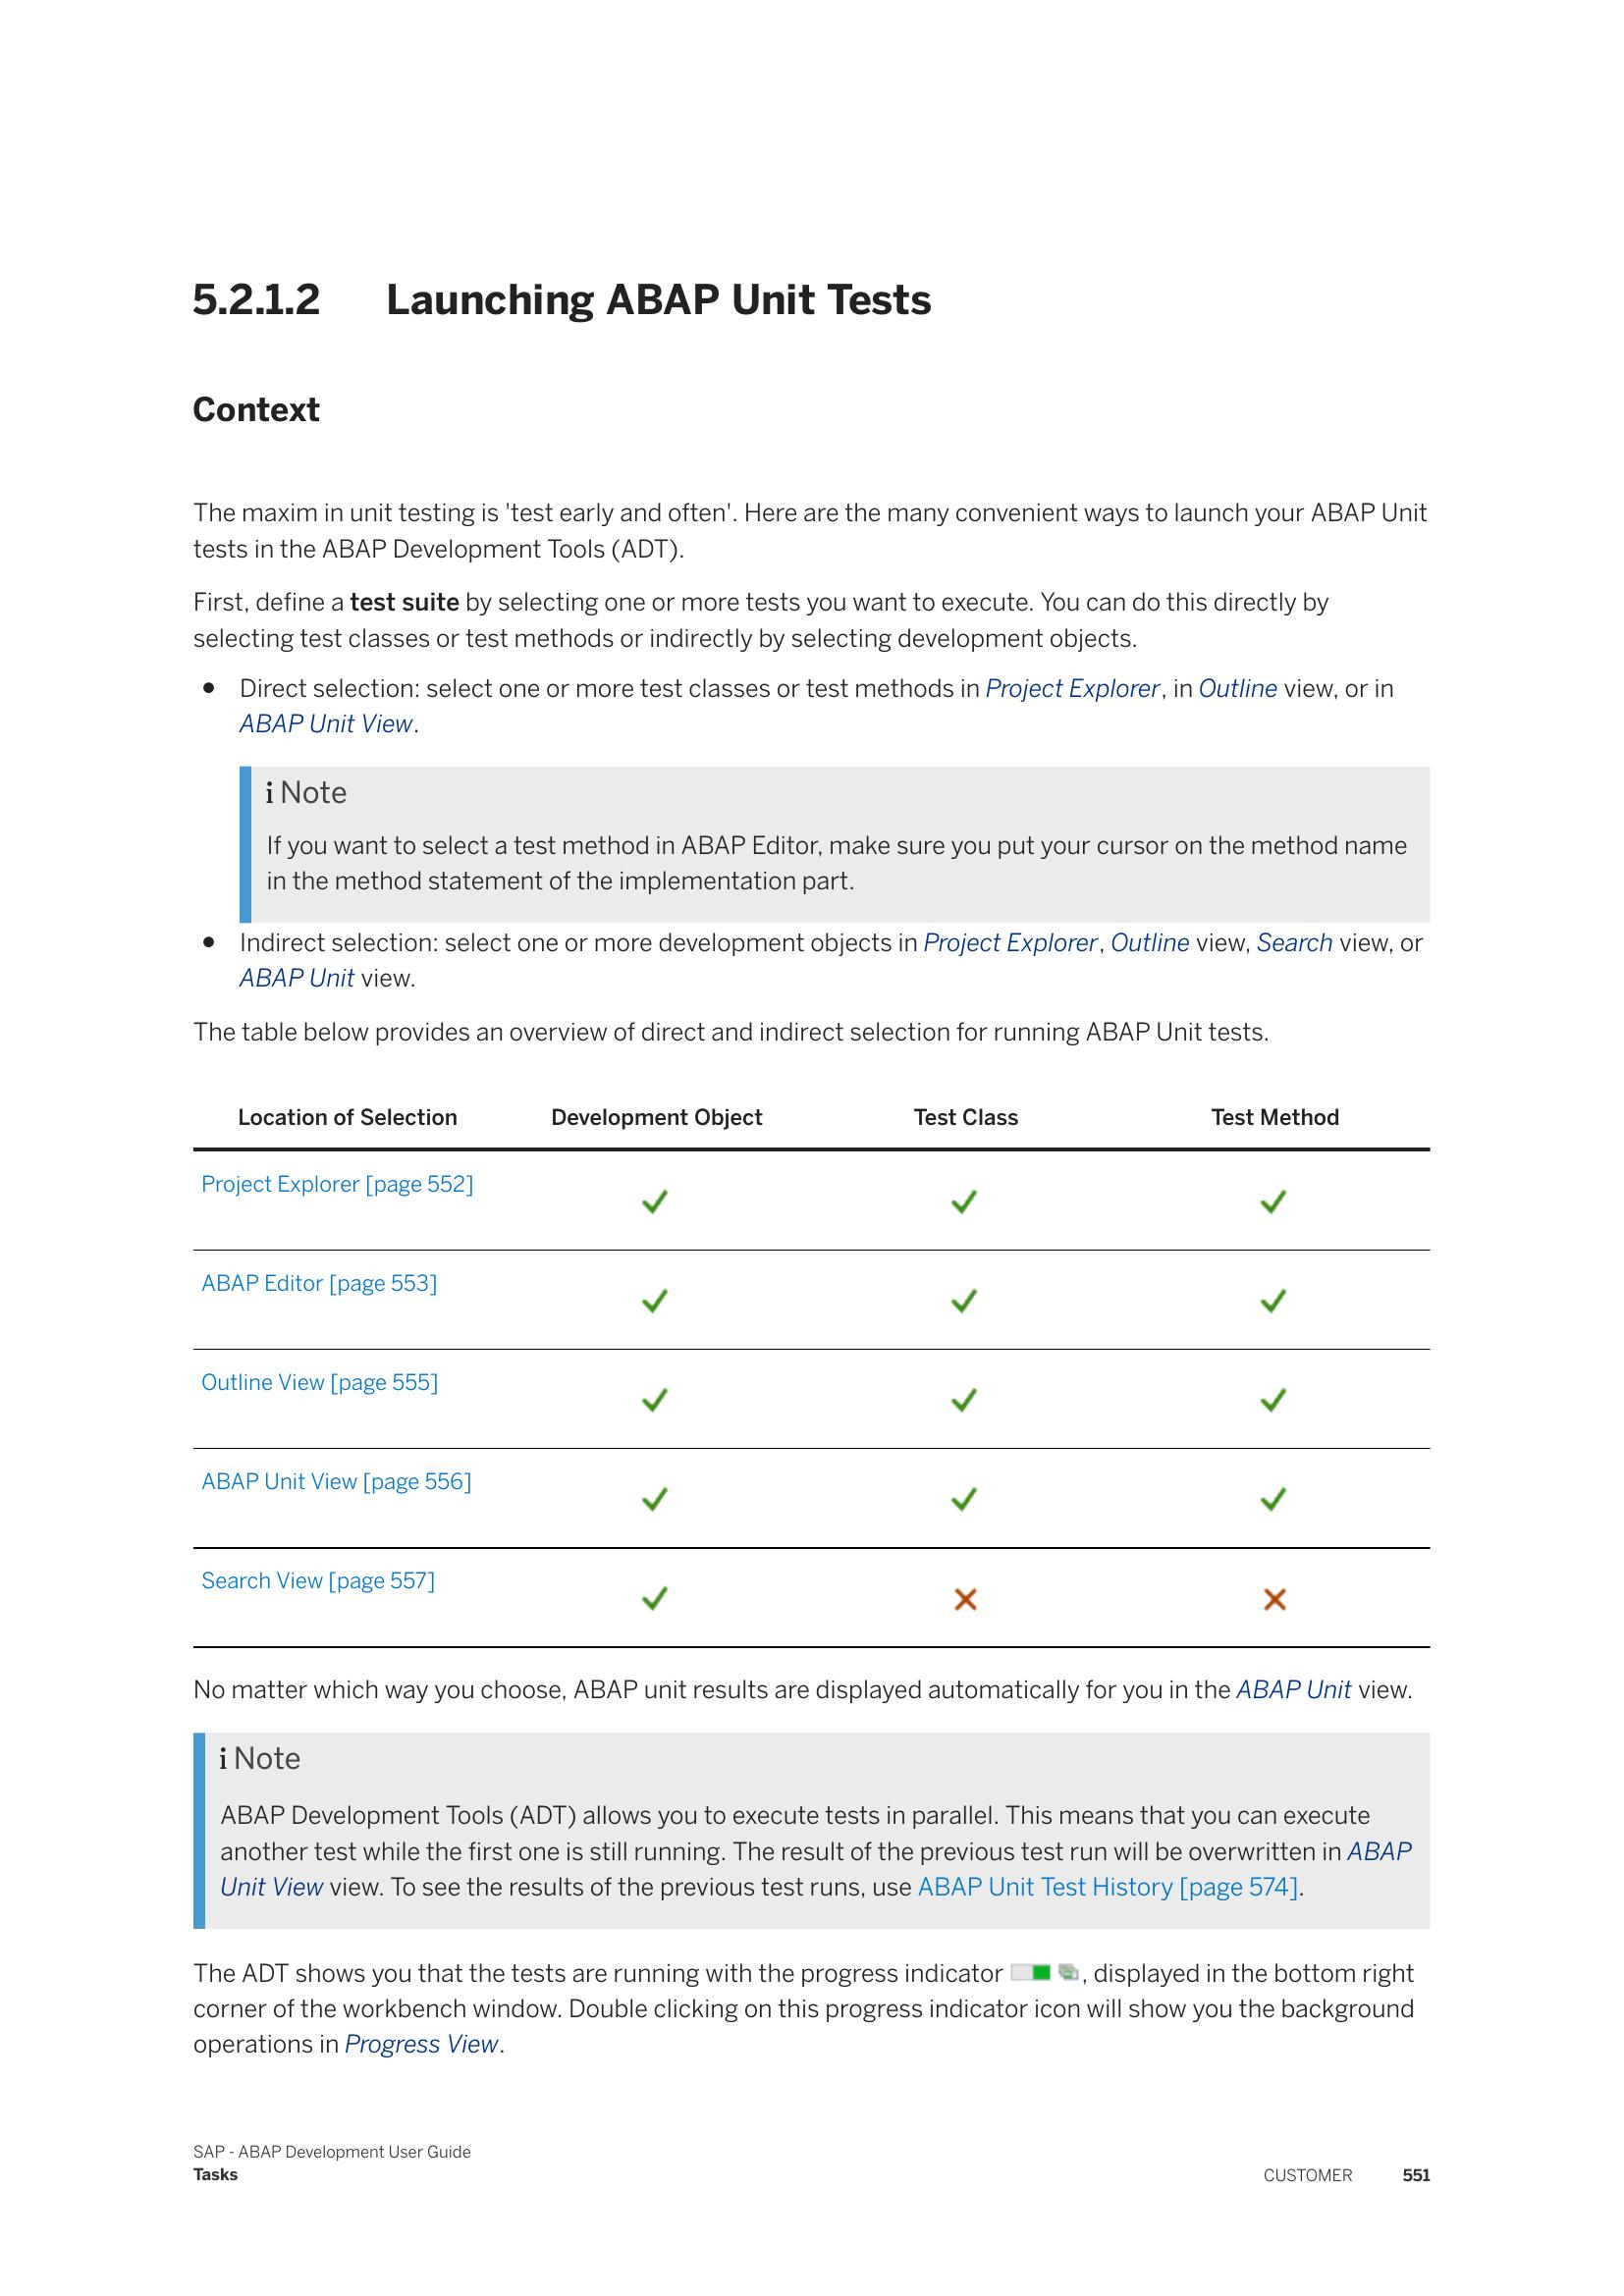 5.2.1.2 Launching ABAP Unit Tests
Context
The maxim in unit testing is 'test early and often'. Here are the many convenient ways to launch your ABAP Unit
tests in the ABAP Development Tools (ADT).
First, define a test suite by selecting one or more tests you want to execute. You can do this directly by
selecting test classes or test methods or indirectly by selecting development objects.
● Direct selection: select one or more test classes or test methods in Project Explorer, in Outline view, or in
ABAP Unit View.
i Note
If you want to select a test method in ABAP Editor, make sure you put your cursor on the method name
in the method statement of the implementation part.
● Indirect selection: select one or more development objects in Project Explorer, Outline view, Search view, or
ABAP Unit view.
The table below provides an overview of direct and indirect selection for running ABAP Unit tests.
Location of Selection Development Object Test Class Test Method
Project Explorer [page 552]
ABAP Editor [page 553]
Outline View [page 555]
ABAP Unit View [page 556]
Search View [page 557]
No matter which way you choose, ABAP unit results are displayed automatically for you in the ABAP Unit view.
i Note
ABAP Development Tools (ADT) allows you to execute tests in parallel. This means that you can execute
another test while the first one is still running. The result of the previous test run will be overwritten in ABAP
Unit View view. To see the results of the previous test runs, use ABAP Unit Test History [page 574].
The ADT shows you that the tests are running with the progress indicator , displayed in the bottom right
corner of the workbench window. Double clicking on this progress indicator icon will show you the background
operations in Progress View.
SAP - ABAP Development User Guide
Tasks
CUSTOMER 551